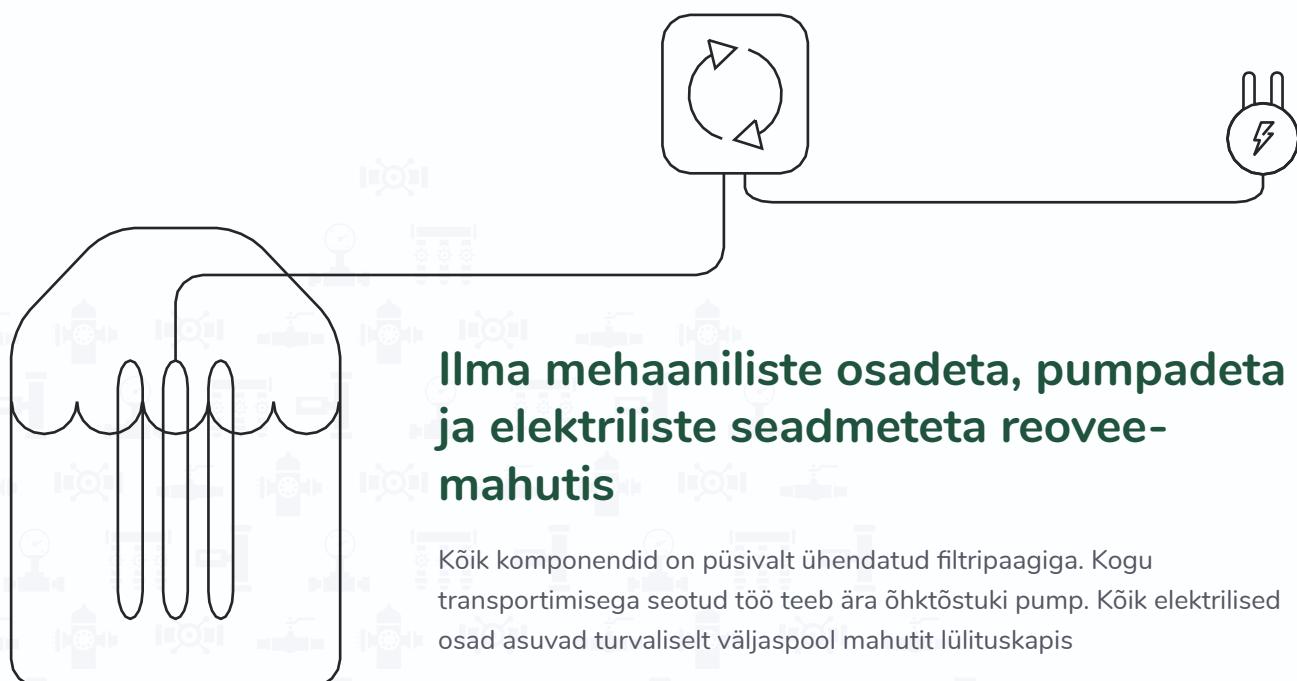 Ilma mehaaniliste osadeta, pumpadeta
ja elektriliste seadmeteta reovee-
mahutis
Kõik komponendid on püsivalt ühendatud filtripaagiga. Kogu
transportimisega seotud töö teeb ära õhktõstuki pump. Kõik elektrilised
osad asuvad turvaliselt väljaspool mahutit lülituskapis